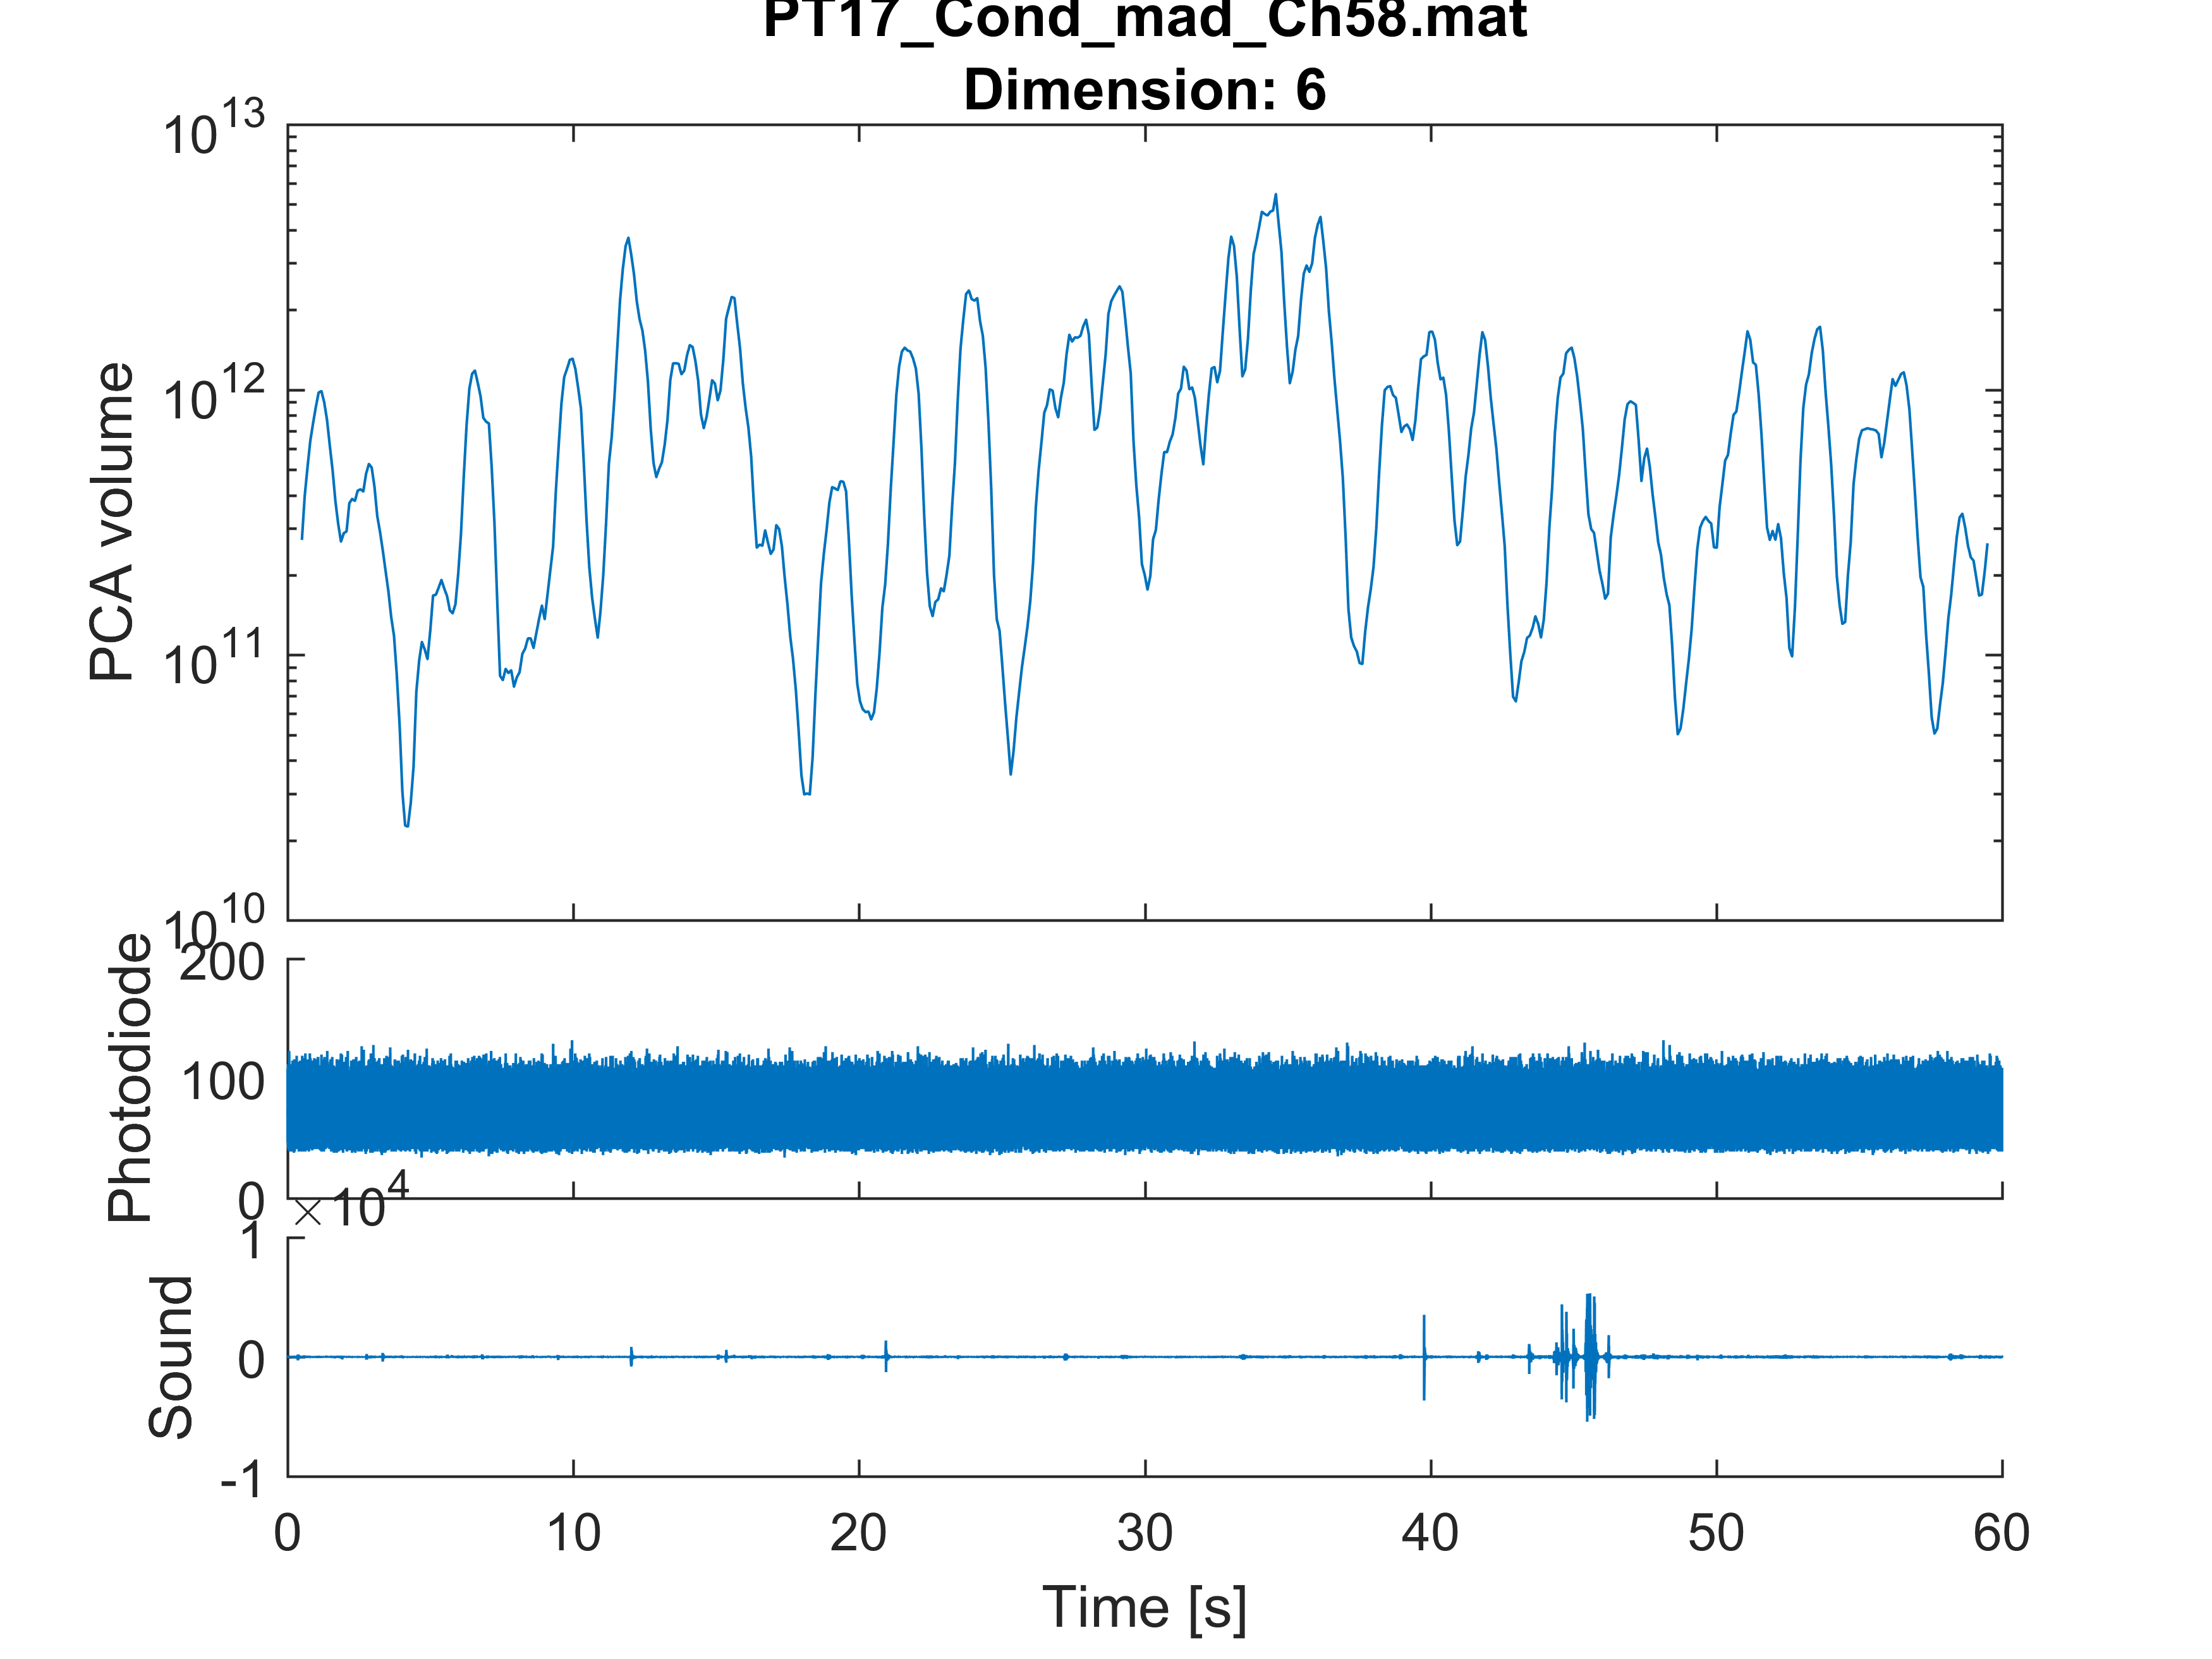 PT17_Cond_mad_Ch58.mat
Dimension: 6
10^13
10^12
10^11
10^10
PCA volume
200
100
0
Photodiode
×10^4
1
0
-1
Sound
0 10 20 30 40 50 60
Time [s]